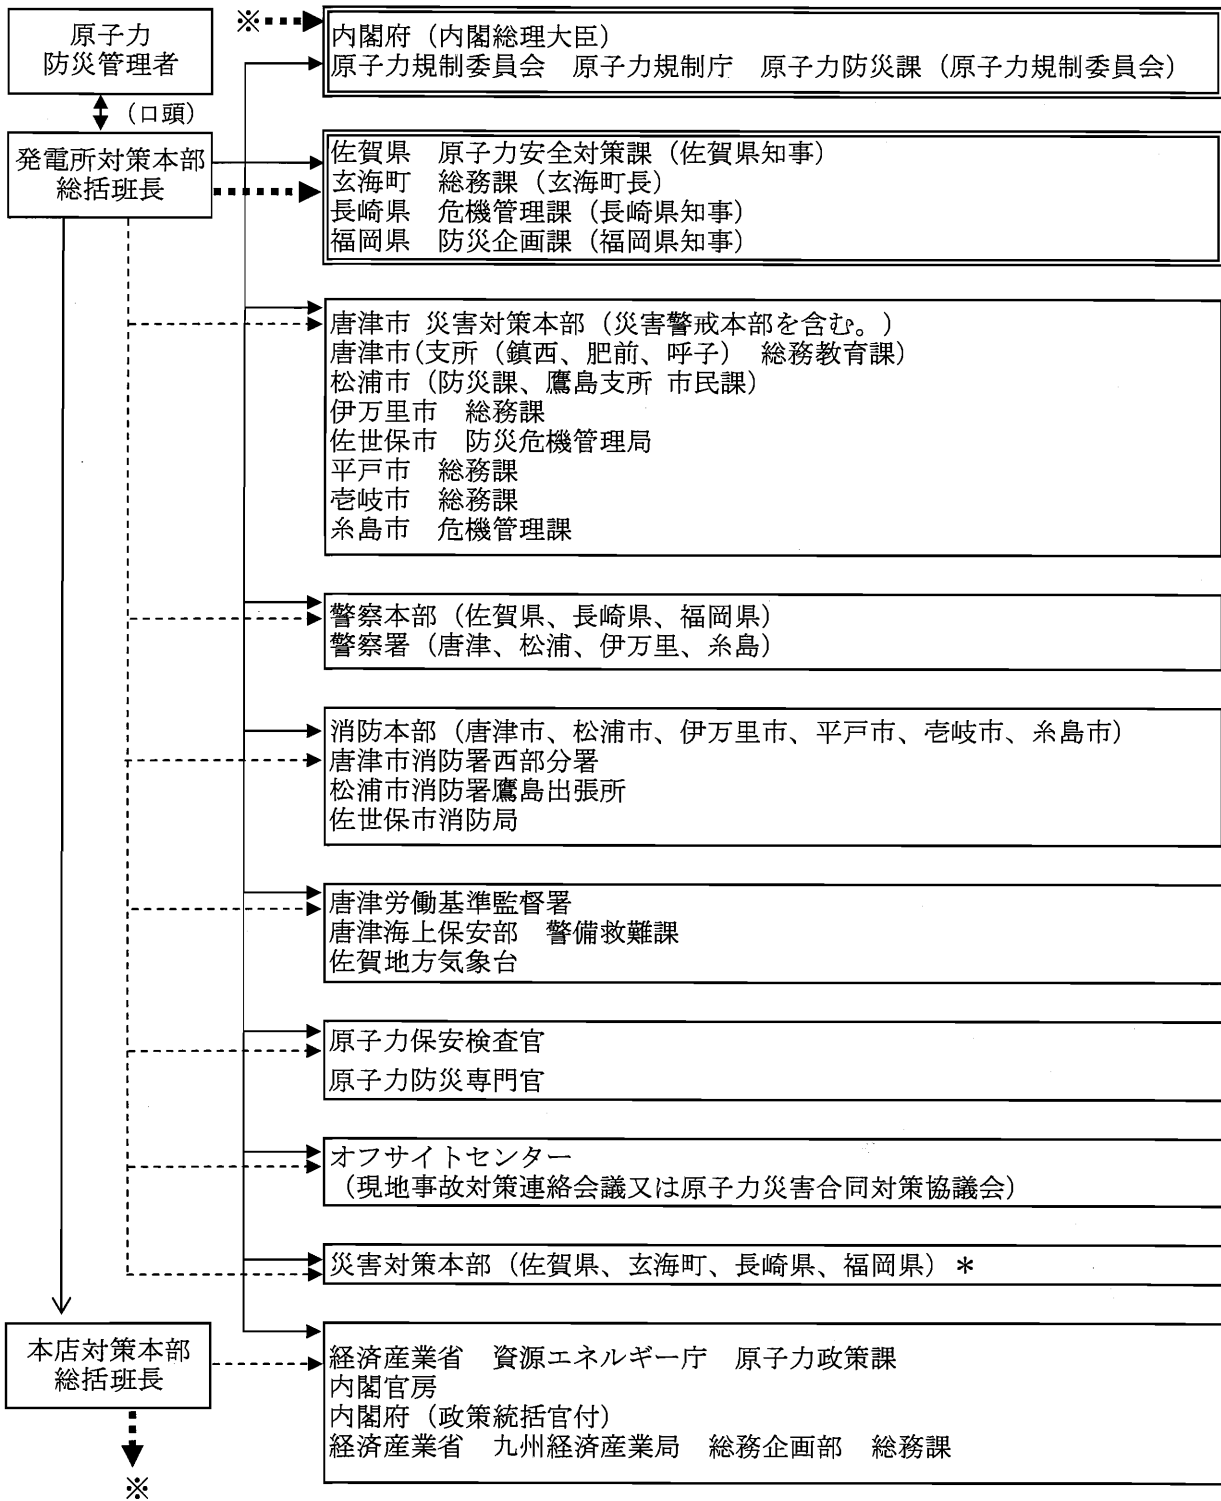 原子力
防災管理者
(口頭)
発電所対策本部
総括班長
※
内閣府(内閣総理大臣)
原子力規制委員会 原子力規制庁 原子力防災課(原子力規制委員会)
佐賀県 原子力安全対策課(佐賀県知事)
玄海町 総務課(玄海町長)
長崎県 危機管理課(長崎県知事)
福岡県 防災企画課(福岡県知事)
唐津市 災害対策本部(災害警戒本部を含む。)
唐津市(支所(鎮西、肥前、呼子) 総務教育課)
松浦市(防災課、鷹島支所 市民課)
伊万里市 総務課
佐世保市 防災危機管理局
平戸市 総務課
壱岐市 総務課
糸島市 危機管理課
警察本部(佐賀県、長崎県、福岡県)
警察署(唐津、松浦、伊万里、糸島)
消防本部(唐津市、松浦市、伊万里市、平戸市、壱岐市、糸島市)
唐津市消防署西部分署
松浦市消防署鷹島出張所
佐世保市消防局
唐津労働基準監督署
唐津海上保安部 警備救難課
佐賀地方気象台
原子力保安検査官
原子力防災専門官
オフサイトセンター
(現地事故対策連絡会議又は原子力災害合同対策協議会)
災害対策本部(佐賀県、玄海町、長崎県、福岡県)*
本店対策本部
総括班長
※
経済産業省 資源エネルギー庁 原子力政策課
内閣官房
内閣府(政策統括官付)
経済産業省 九州経済産業局 総務企画部 総務課